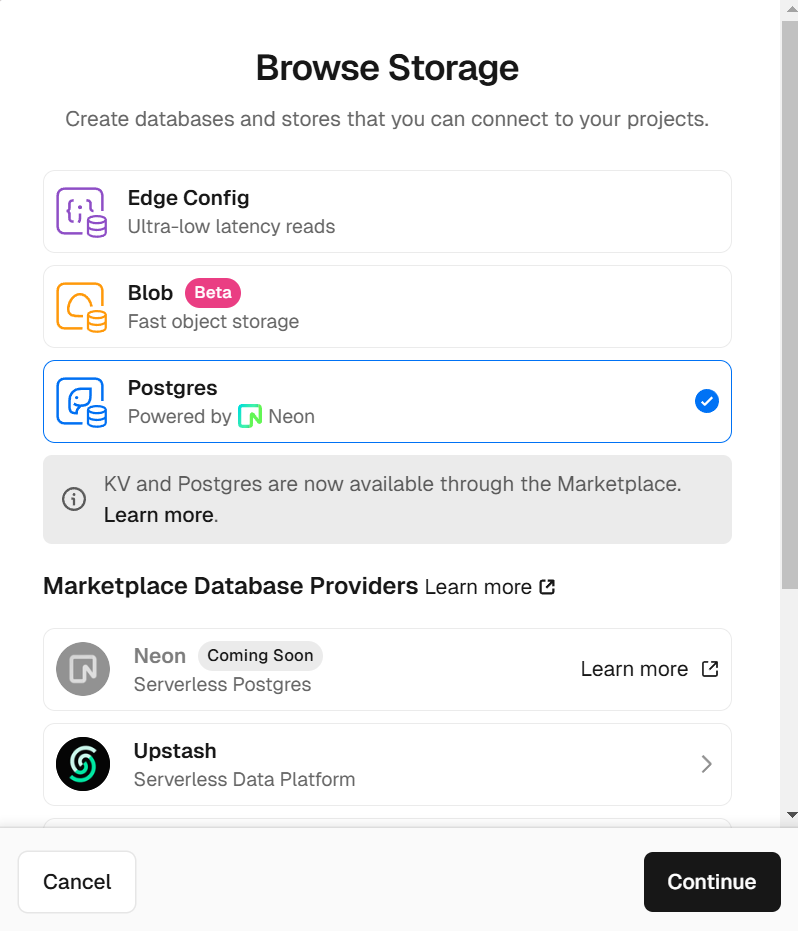 Browse Storage
Create databases and stores that you can connect to your projects.
Edge Config
Ultra-low latency reads
Blob Beta
Fast object storage
Postgres
Powered by Neon
KV and Postgres are now available through the Marketplace.
Learn more.
Marketplace Database Providers Learn more
Neon Coming Soon
Serverless Postgres
Learn more
Upstash
Serverless Data Platform
Cancel
Continue